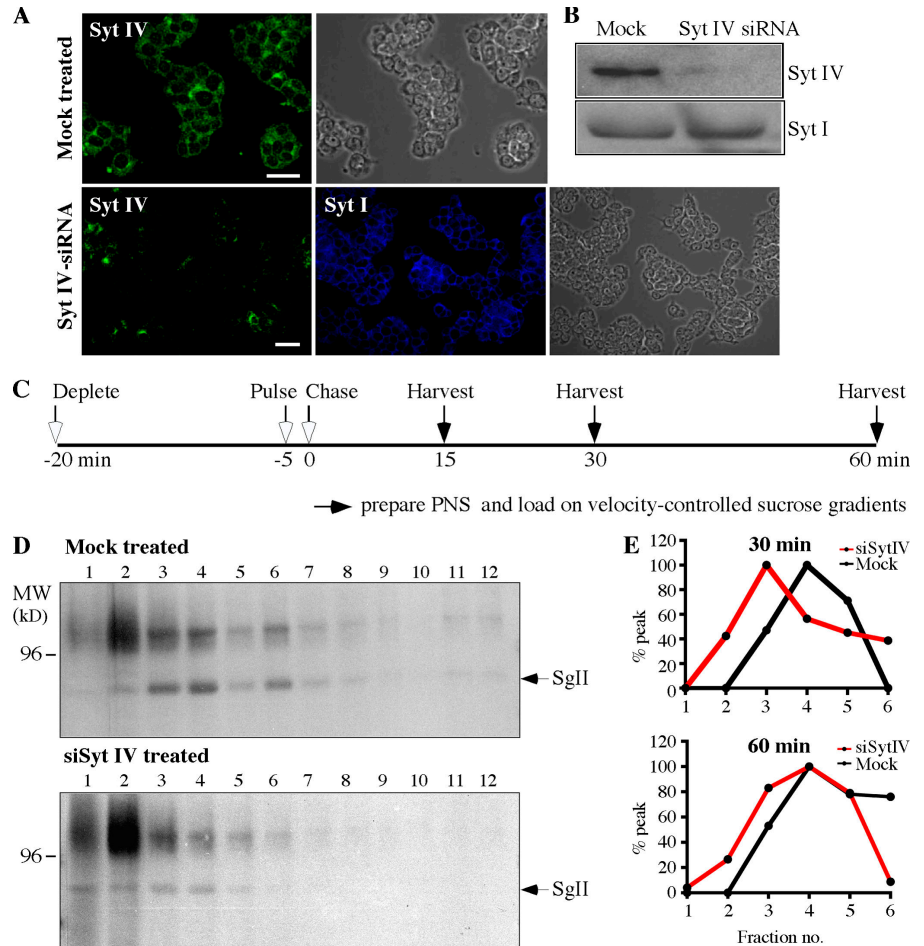 A
Mock treated
Syt IV
Syt IV-siRNA
Syt IV
Syt I
B
Mock Syt IV siRNA
Syt IV
Syt I
C
Deplete Pulse Chase Harvest Harvest Harvest
-20 min -5 0 15 30 60 min
prepare PNS and load on velocity-controlled sucrose gradients
D
Mock treated
1 2 3 4 5 6 7 8 9 10 11 12
MW
(kD)
96
SgII
siSyt IV treated
1 2 3 4 5 6 7 8 9 10 11 12
96
SgII
E
30 min
siSytIV
Mock
% peak
120
100
80
60
40
20
0
1 2 3 4 5 6
60 min
siSytIV
Mock
% peak
120
100
80
60
40
20
0
1 2 3 4 5 6
Fraction no.